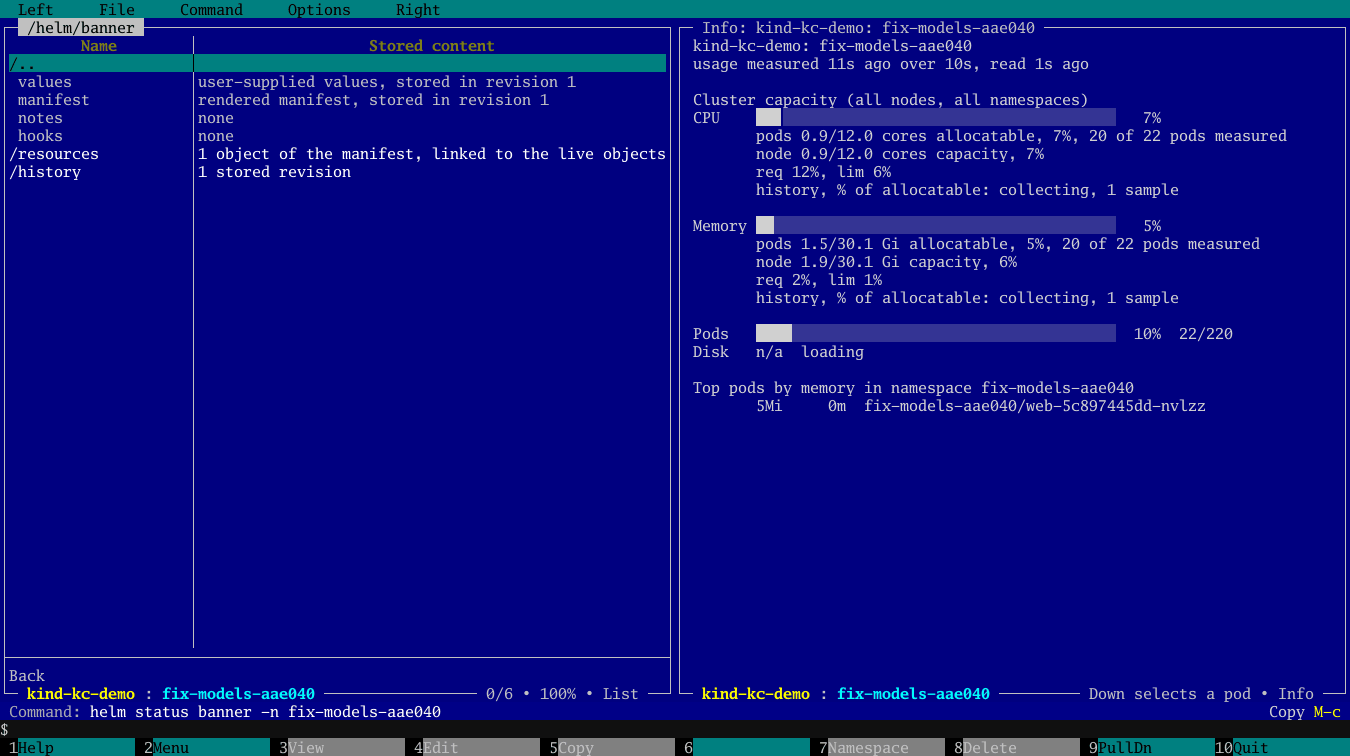 Left File Command Options Right
/helm/banner
Name Stored content
/..
values user-supplied values, stored in revision 1
manifest rendered manifest, stored in revision 1
notes none
hooks none
/resources 1 object of the manifest, linked to the live objects
/history 1 stored revision
Back
kind-kc-demo : fix-models-aae040 0/6 • 100% • List
Info: kind-kc-demo: fix-models-aae040
kind-kc-demo: fix-models-aae040
usage measured 11s ago over 10s, read 1s ago
Cluster capacity (all nodes, all namespaces)
CPU 7%
pods 0.9/12.0 cores allocatable, 7%, 20 of 22 pods measured
node 0.9/12.0 cores capacity, 7%
req 12%, lim 6%
history, % of allocatable: collecting, 1 sample
Memory 5%
pods 1.5/30.1 Gi allocatable, 5%, 20 of 22 pods measured
node 1.9/30.1 Gi capacity, 6%
req 2%, lim 1%
history, % of allocatable: collecting, 1 sample
Pods 10% 22/220
Disk n/a loading
Top pods by memory in namespace fix-models-aae040
5Mi 0m fix-models-aae040/web-5c897445dd-nvlzz
kind-kc-demo : fix-models-aae040 Down selects a pod • Info
Command: helm status banner -n fix-models-aae040 Copy M-c
$
1Help 2Menu 3View 4Edit 5Copy 6 7Namespace 8Delete 9PullDn 10Quit